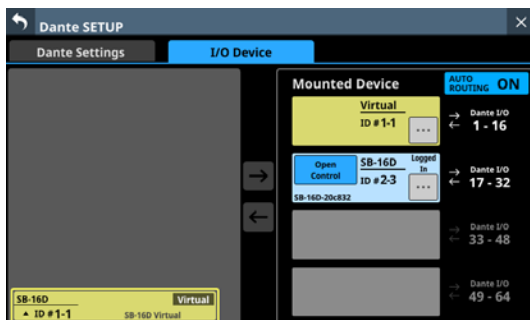 Dante SETUP
Dante Settings
I/O Device
Mounted Device
AUTO ROUTING ON
Virtual
ID # 1-1
...
Dante I/O
1 - 16
Open Control
SB-16D
ID # 2-3
Logged In
...
SB-16D-20c832
Dante I/O
17 - 32
Dante I/O
33 - 48
Dante I/O
49 - 64
SB-16D
Virtual
ID # 1-1
SB-16D Virtual